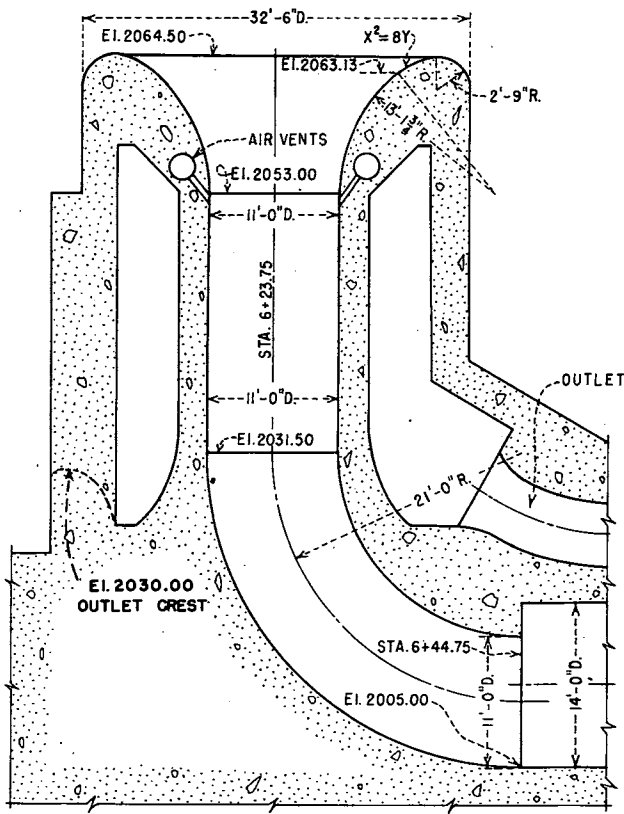 32'-6"D.
El. 2064.50
X²=8Y
El. 2063.13
2'-9"R.
AIR VENTS
El. 2053.00
11'-0"D.
STA. 6+23.75
OUTLET
11'-0"D.
El. 2031.50
21'-0"R.
El. 2030.00
OUTLET CREST
STA. 6+44.75
11'-0"D.
14'-0"D.
El. 2005.00